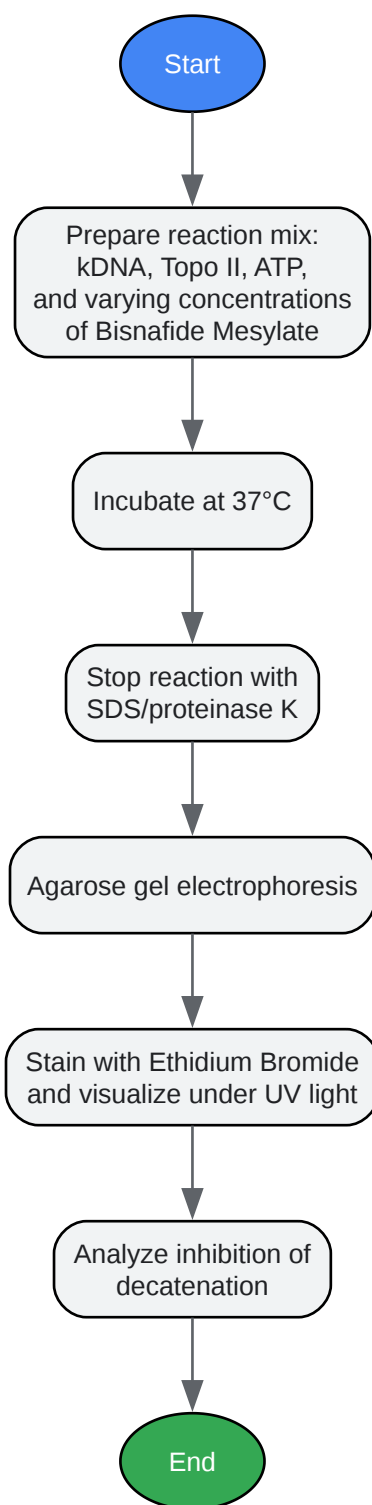 Start
Prepare reaction mix:
kDNA, Topo II, ATP,
and varying concentrations
of Bisnafide Mesylate
Incubate at 37°C
Stop reaction with
SDS/proteinase K
Agarose gel electrophoresis
Stain with Ethidium Bromide
and visualize under UV light
Analyze inhibition of
decatenation
End